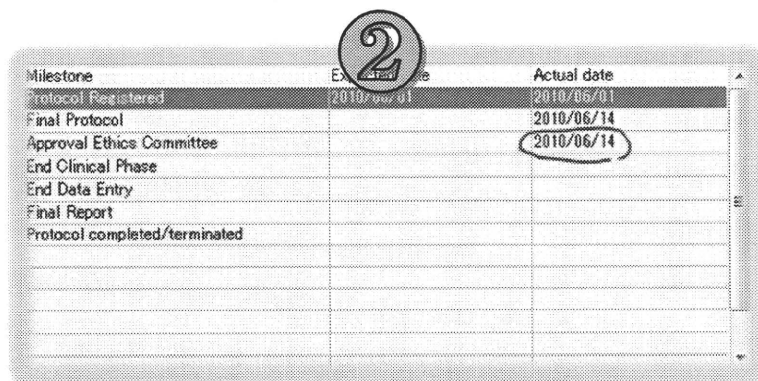 2
Milestone Actual date
Protocol Registered 2010/06/01 2010/06/01
Final Protocol 2010/06/14
Approval Ethics Committee 2010/06/14
End Clinical Phase
End Data Entry
Final Report
Protocol completed/terminated